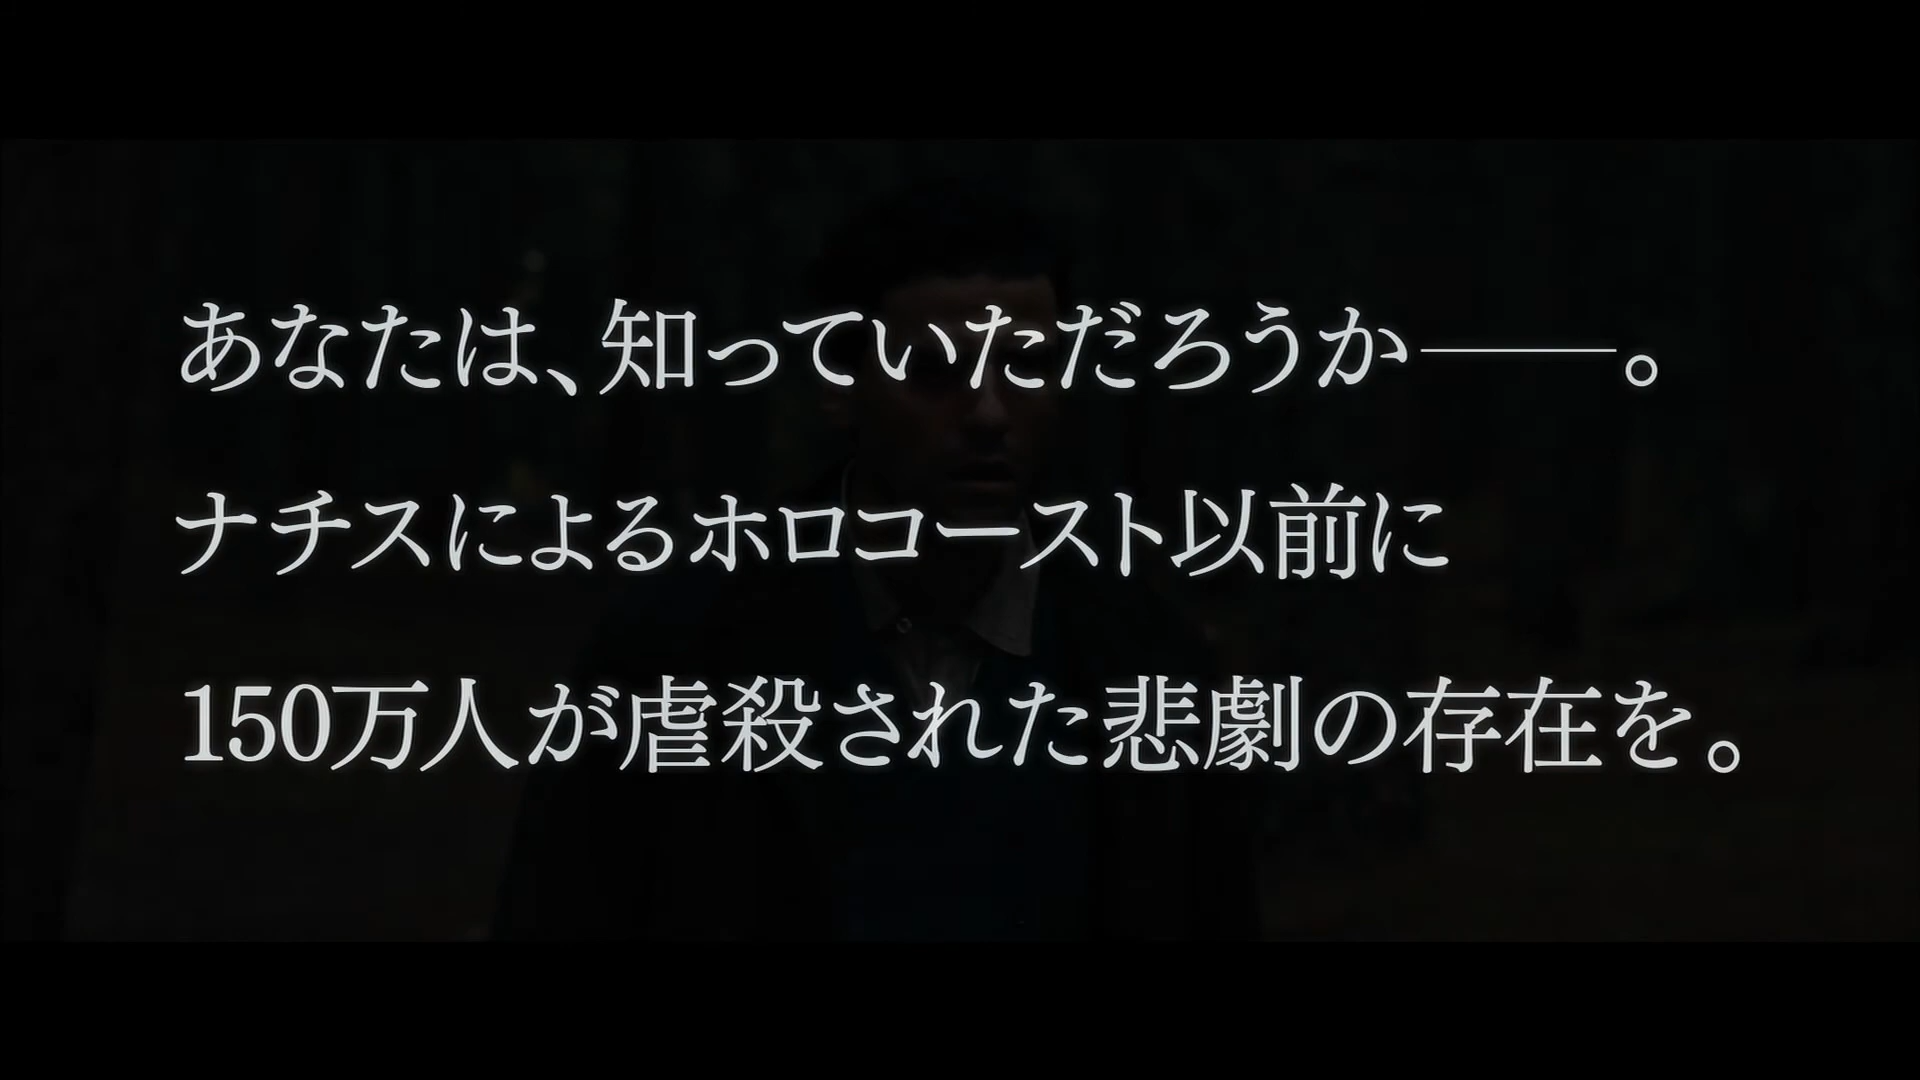 あなたは、知っていただろうか――。
ナチスによるホロコースト以前に
150万人が虐殺された悲劇の存在を。